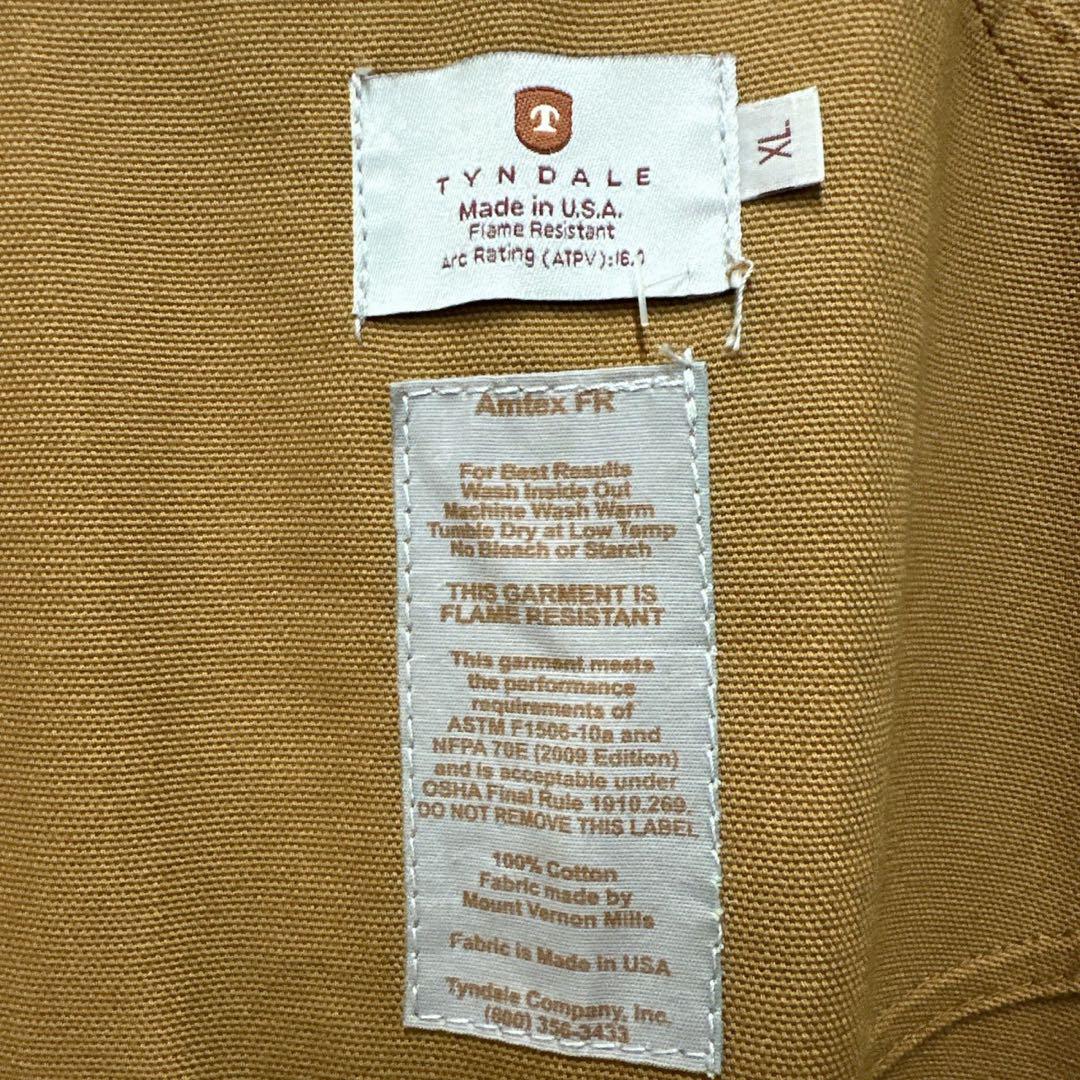 T
TYNDALE
Made in U.S.A.
Flame Resistant
Arc Rating (ATPV):16.
XL
Amtex FR
For Best Results
Wash Inside Out
Machine Wash Warm
Tumble Dry at Low Temp
No Bleach or Starch
THIS GARMENT IS
FLAME RESISTANT
This garment meets
the performance
requirements of
ASTM F1506-10a and
NFPA 70E (2009 Edition)
and is acceptable under
OSHA Final Rule 1910.269.
DO NOT REMOVE THIS LABEL
100% Cotton
Fabric made by
Mount Vernon Mills
Fabric is Made in USA
Tyndale Company, Inc.
(800) 356-3433